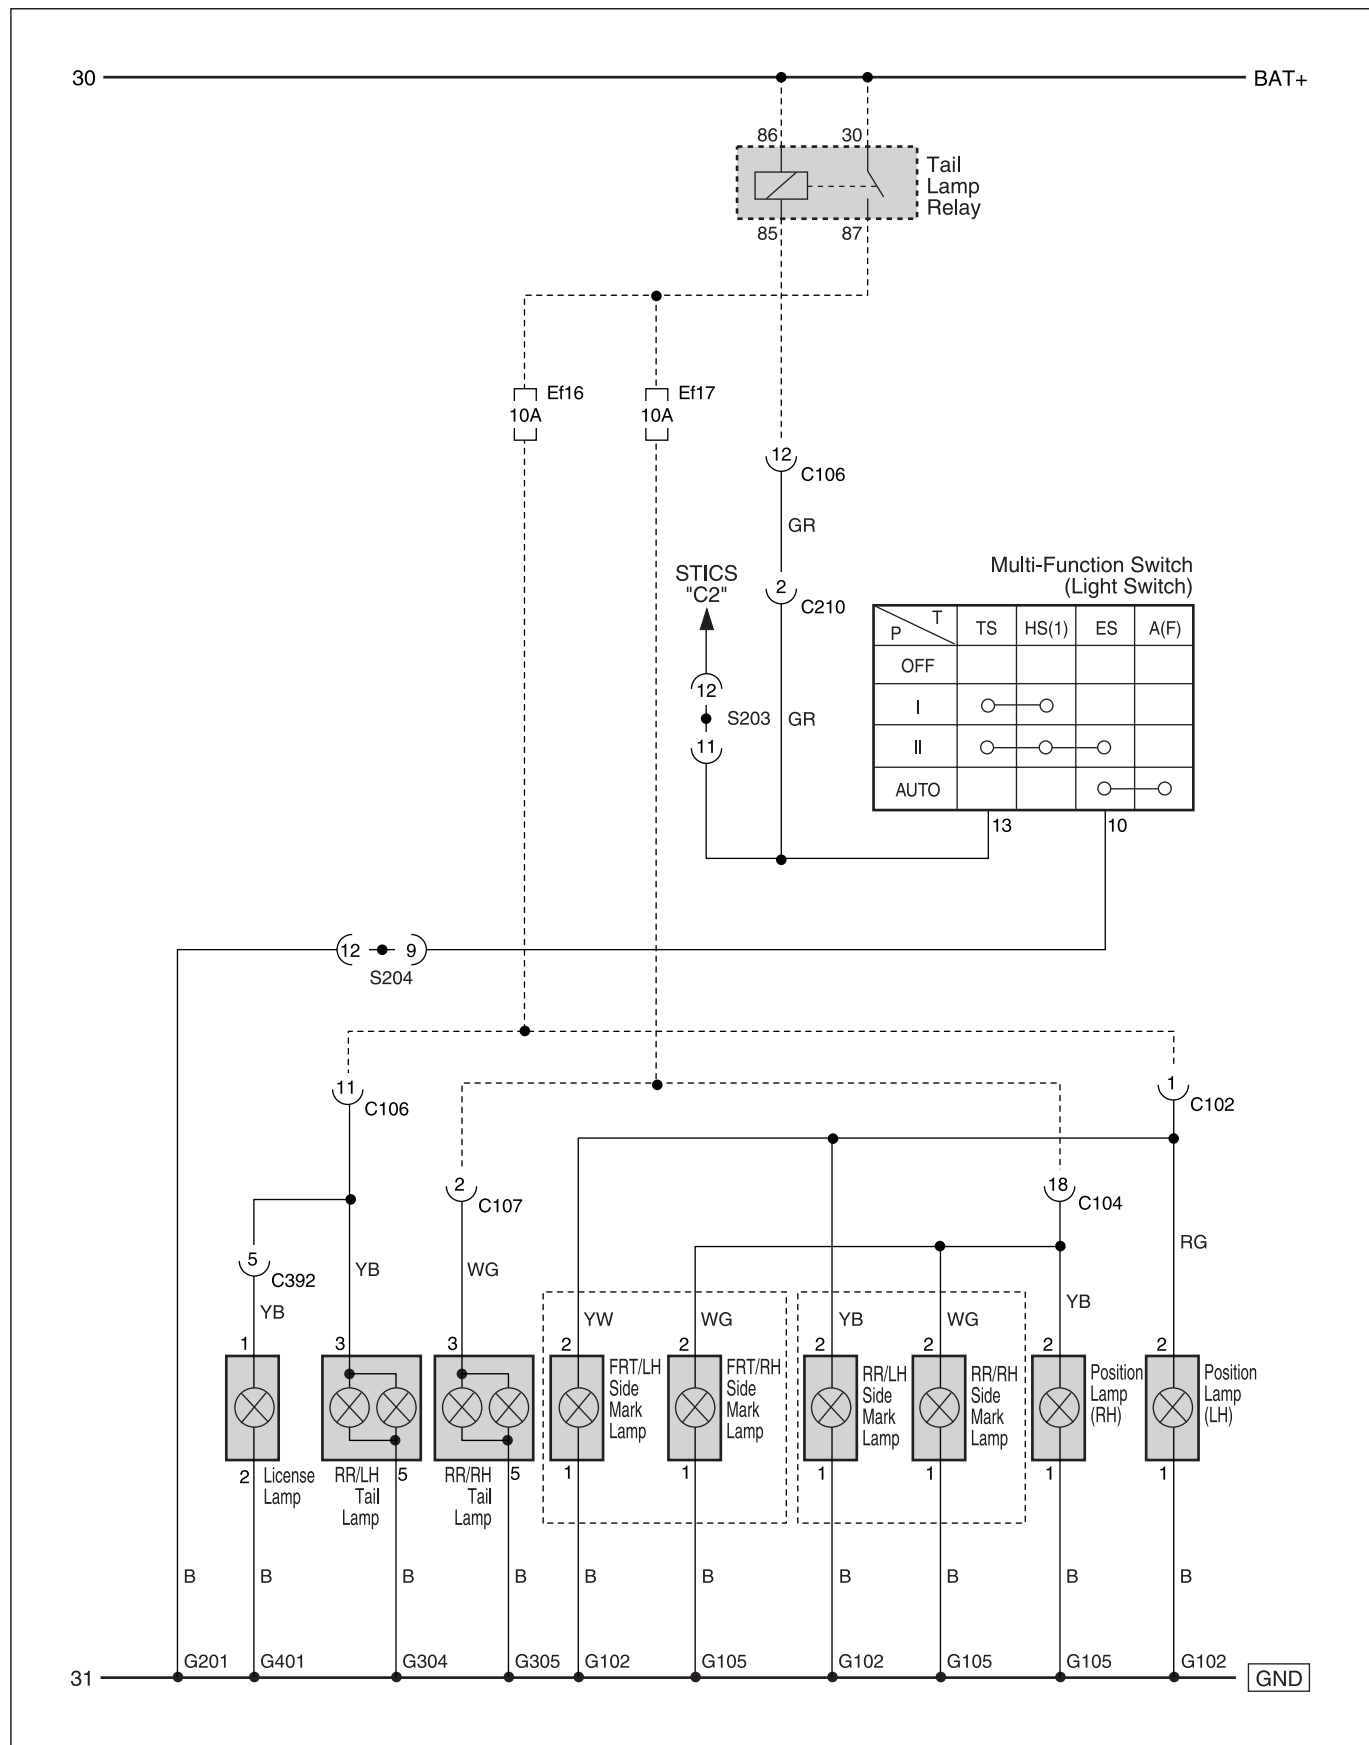 30
BAT+
86
30
Tail
Lamp
Relay
85
87
Ef16
10A
Ef17
10A
12
C106
GR
STICS
"C2"
2
C210
12
S203
GR
11
Multi-Function Switch
(Light Switch)
P T TS HS(1) ES A(F)
OFF
I
II
AUTO
13
10
12
9
S204
11
C106
1
C102
2
C107
18
C104
5
C392
YB
YB
WG
YW
WG
YB
WG
YB
RG
1
3
3
2
2
2
2
2
2
FRT/LH
Side
Mark
Lamp
FRT/RH
Side
Mark
Lamp
RR/LH
Side
Mark
Lamp
RR/RH
Side
Mark
Lamp
Position
Lamp
(RH)
Position
Lamp
(LH)
2
License
Lamp
RR/LH
Tail
Lamp
5
RR/RH
Tail
Lamp
5
1
1
1
1
1
1
B
B
B
B
B
B
B
B
B
B
31
G201
G401
G304
G305
G102
G105
G102
G105
G105
G102
GND